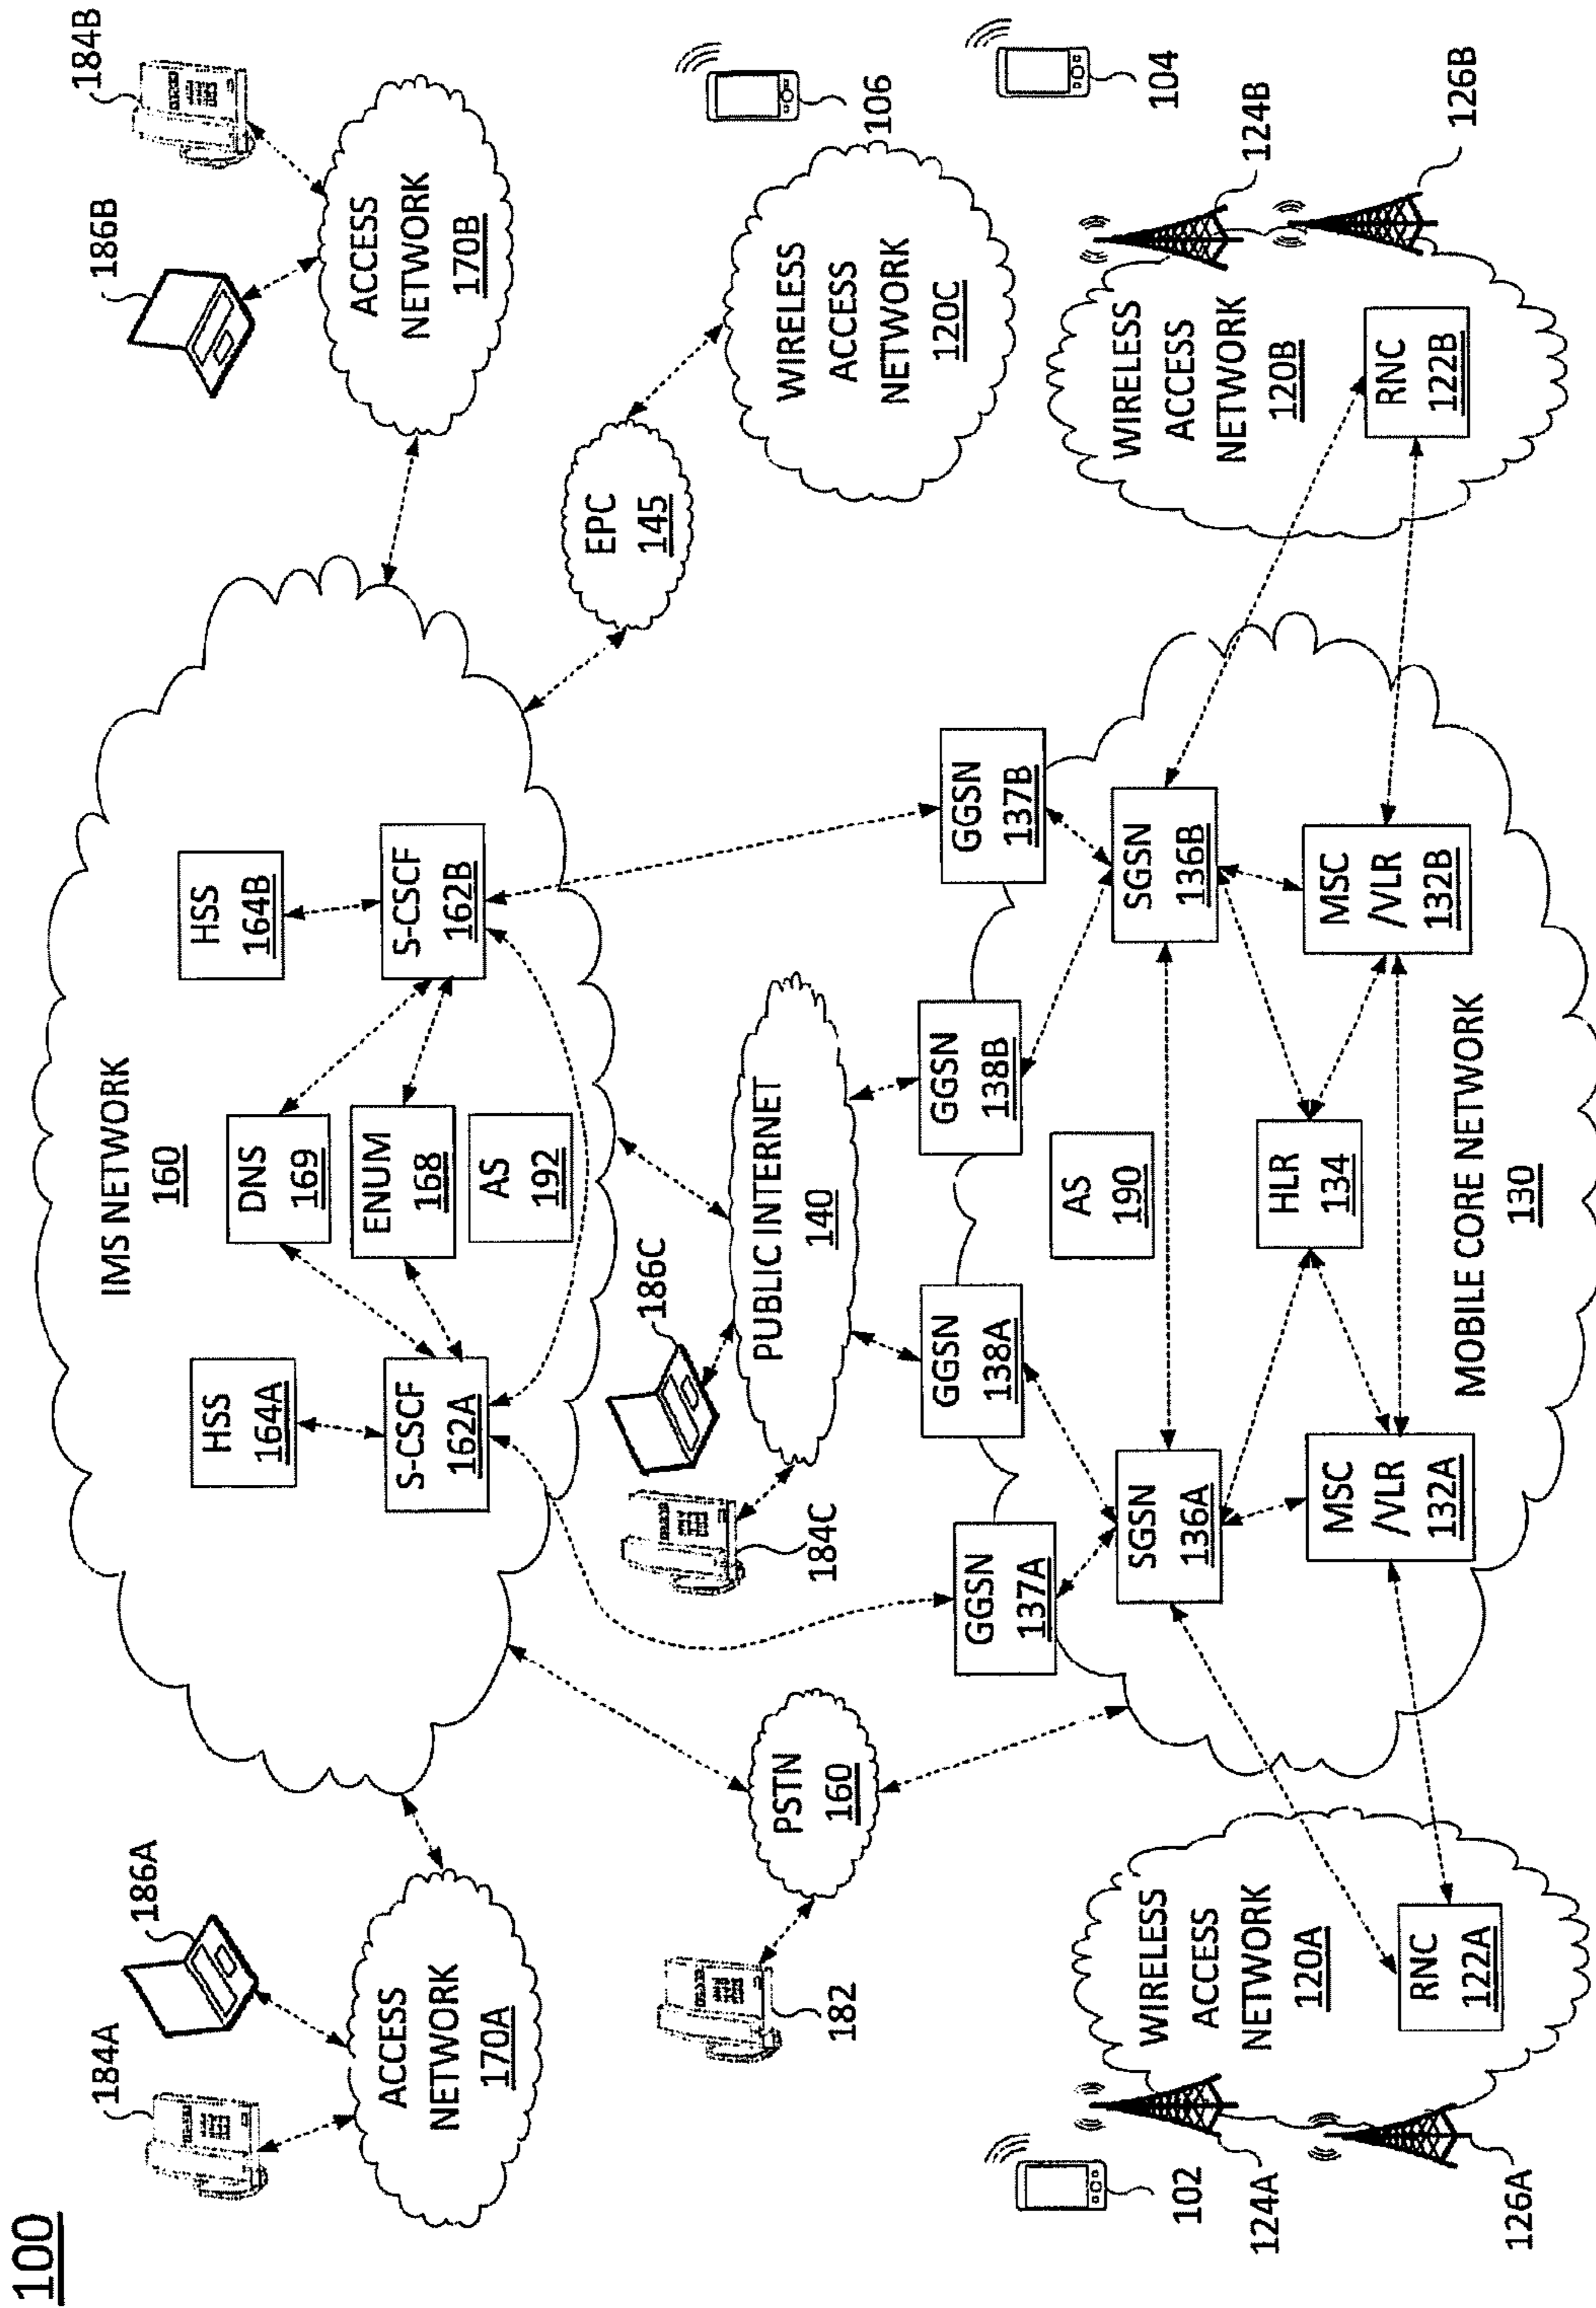 100
184A
186A
ACCESS
NETWORK
170A
IMS NETWORK
160
HSS
164A
S-CSCF
162A
DNS
169
ENUM
168
AS
192
HSS
164B
S-CSCF
162B
186B
184B
ACCESS
NETWORK
170B
182
PSTN
160
184C
186C
PUBLIC INTERNET
140
EPC
145
WIRELESS
ACCESS
NETWORK
120C
106
104
102
124A
126A
WIRELESS
ACCESS
NETWORK
120A
RNC
122A
GGSN
137A
GGSN
138A
GGSN
138B
GGSN
137B
SGSN
136A
AS
190
SGSN
136B
MSC
/VLR
132A
HLR
134
MSC
/VLR
132B
MOBILE CORE NETWORK
130
WIRELESS
ACCESS
NETWORK
120B
RNC
122B
124B
126B